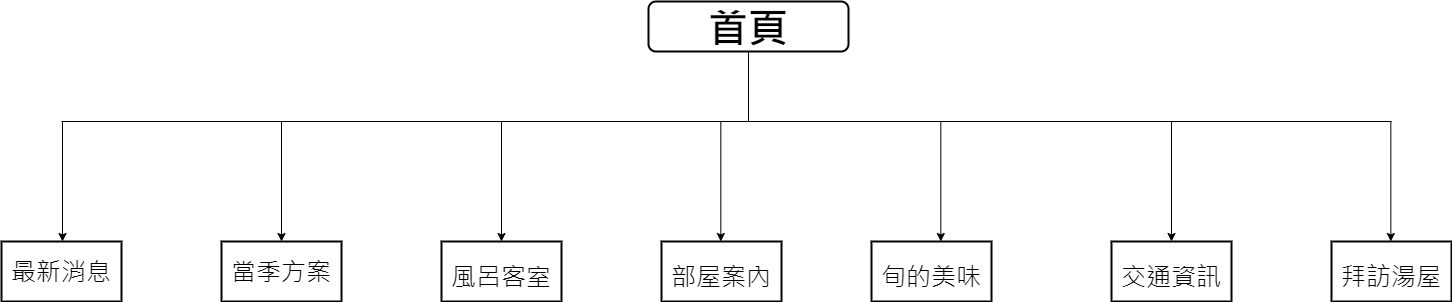 首頁
最新消息
當季方案
風呂客室
部屋案內
旬的美味
交通資訊
拜訪湯屋